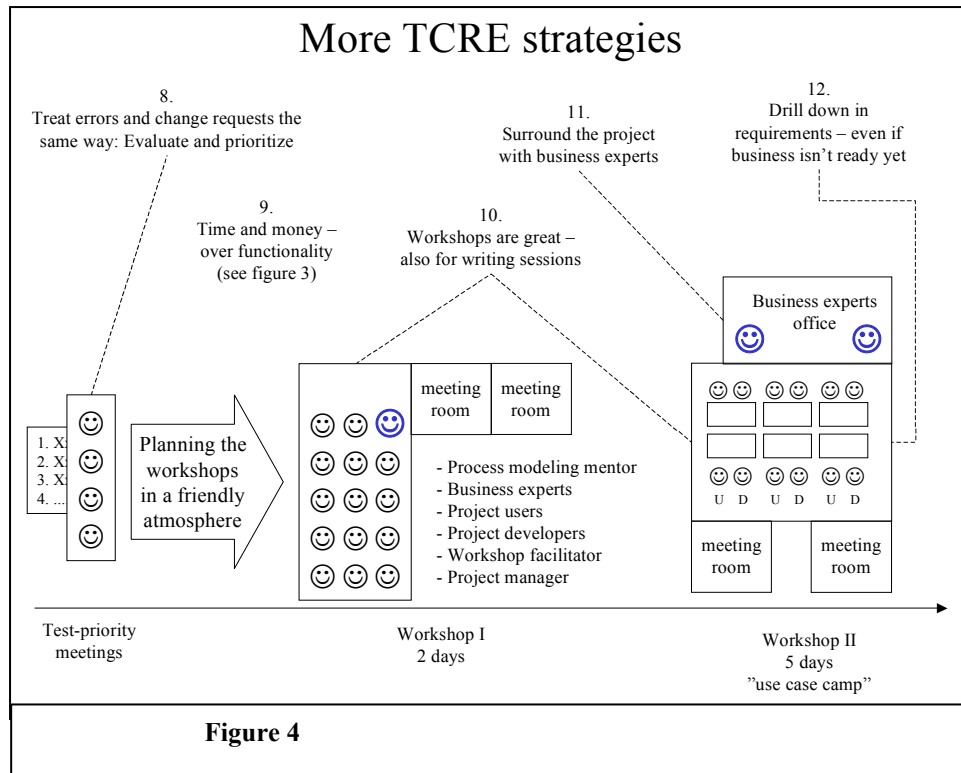 More TCRE strategies
8.
Treat errors and change requests the
same way: Evaluate and prioritize
9.
Time and money –
over functionality
(see figure 3)
10.
Workshops are great –
also for writing sessions
11.
Surround the project
with business experts
12.
Drill down in
requirements – even if
business isn't ready yet
1. X
2. X
3. X
4. ...
Planning the
workshops
in a friendly
atmosphere
meeting
room
meeting
room
- Process modeling mentor
- Business experts
- Project users
- Project developers
- Workshop facilitator
- Project manager
Business experts
office
U D U D U D
meeting
room
meeting
room
Test-priority
meetings
Workshop I
2 days
Workshop II
5 days
”use case camp”
Figure 4